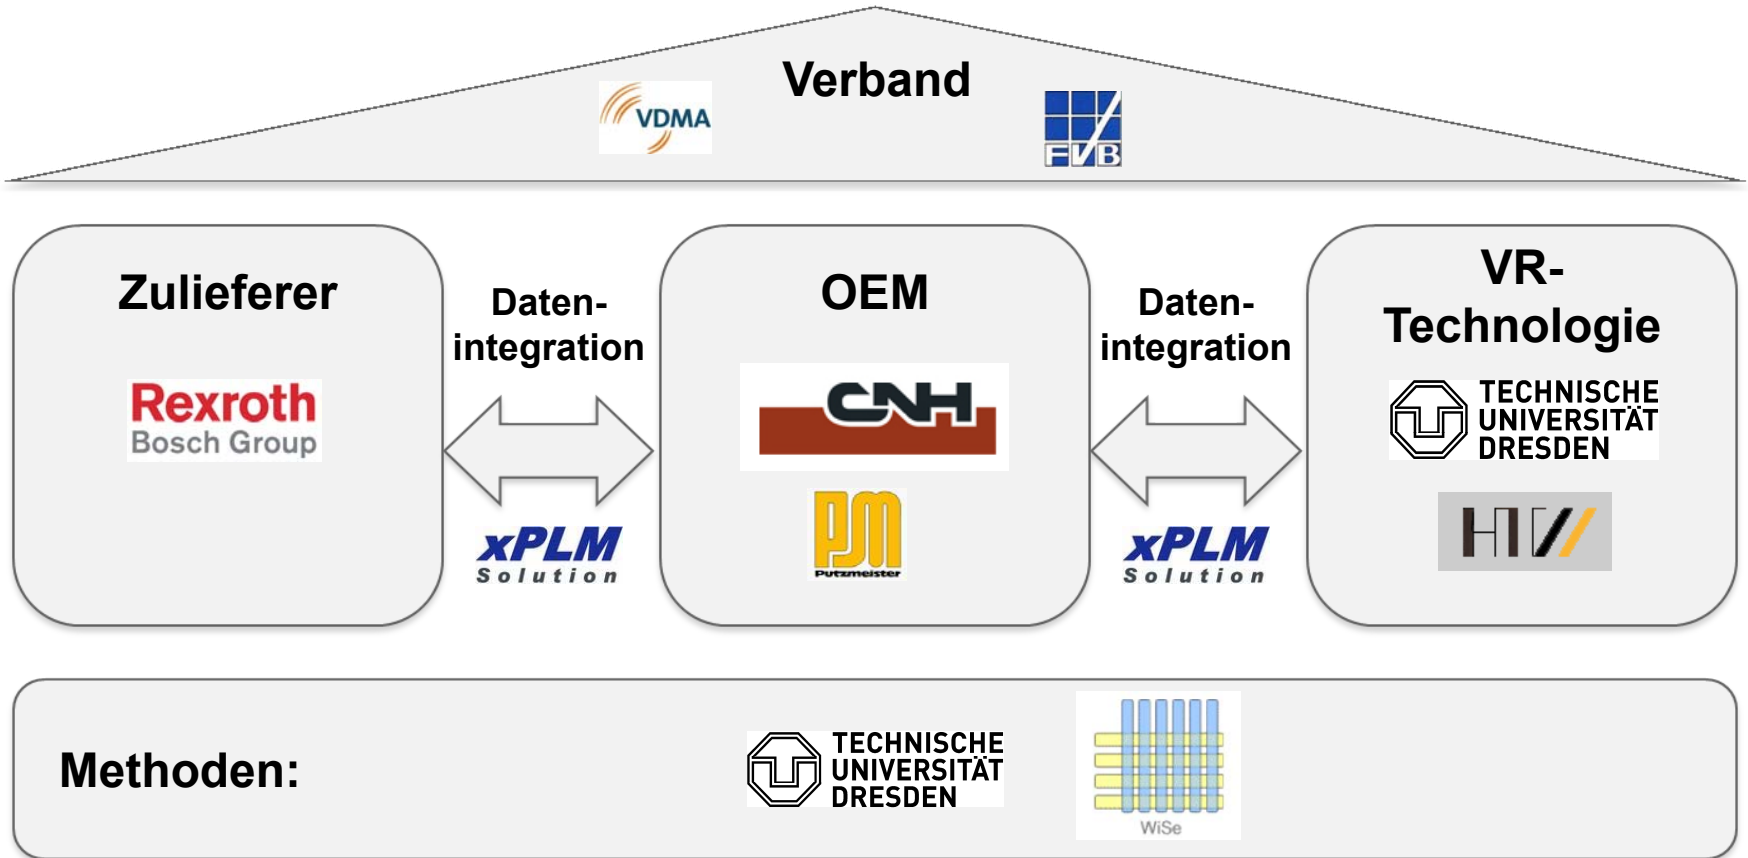 Verband
VDMA
FVB
Zulieferer
Rexroth
Bosch Group
Daten-
integration
xPLM
Solution
OEM
CNH
PM
Putzmeister
Daten-
integration
xPLM
Solution
VR-
Technologie
TECHNISCHE
UNIVERSITÄT
DRESDEN
HTW
Methoden:
TECHNISCHE
UNIVERSITÄT
DRESDEN
WiSe